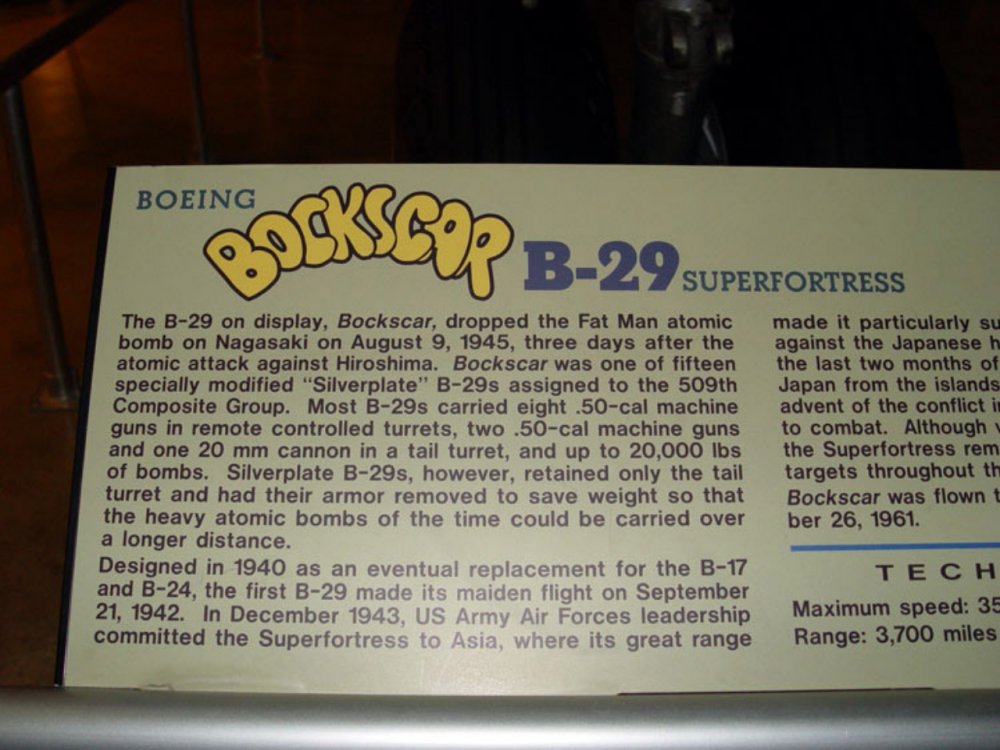 BOEING
BOCKSCAR
B-29 SUPERFORTRESS
The B-29 on display, Bockscar, dropped the Fat Man atomic
bomb on Nagasaki on August 9, 1945, three days after the
atomic attack against Hiroshima. Bockscar was one of fifteen
specially modified "Silverplate" B-29s assigned to the 509th
Composite Group. Most B-29s carried eight .50-cal machine
guns in remote controlled turrets, two .50-cal machine guns
and one 20 mm cannon in a tail turret, and up to 20,000 lbs
of bombs. Silverplate B-29s, however, retained only the tail
turret and had their armor removed to save weight so that
the heavy atomic bombs of the time could be carried over
a longer distance.
Designed in 1940 as an eventual replacement for the B-17
and B-24, the first B-29 made its maiden flight on September
21, 1942. In December 1943, US Army Air Forces leadership
committed the Superfortress to Asia, where its great range
made it particularly su
against the Japanese h
the last two months of
Japan from the islands
advent of the conflict i
to combat. Although
the Superfortress rem
targets throughout th
Bockscar was flown t
ber 26, 1961.
TECH
Maximum speed: 35
Range: 3,700 miles